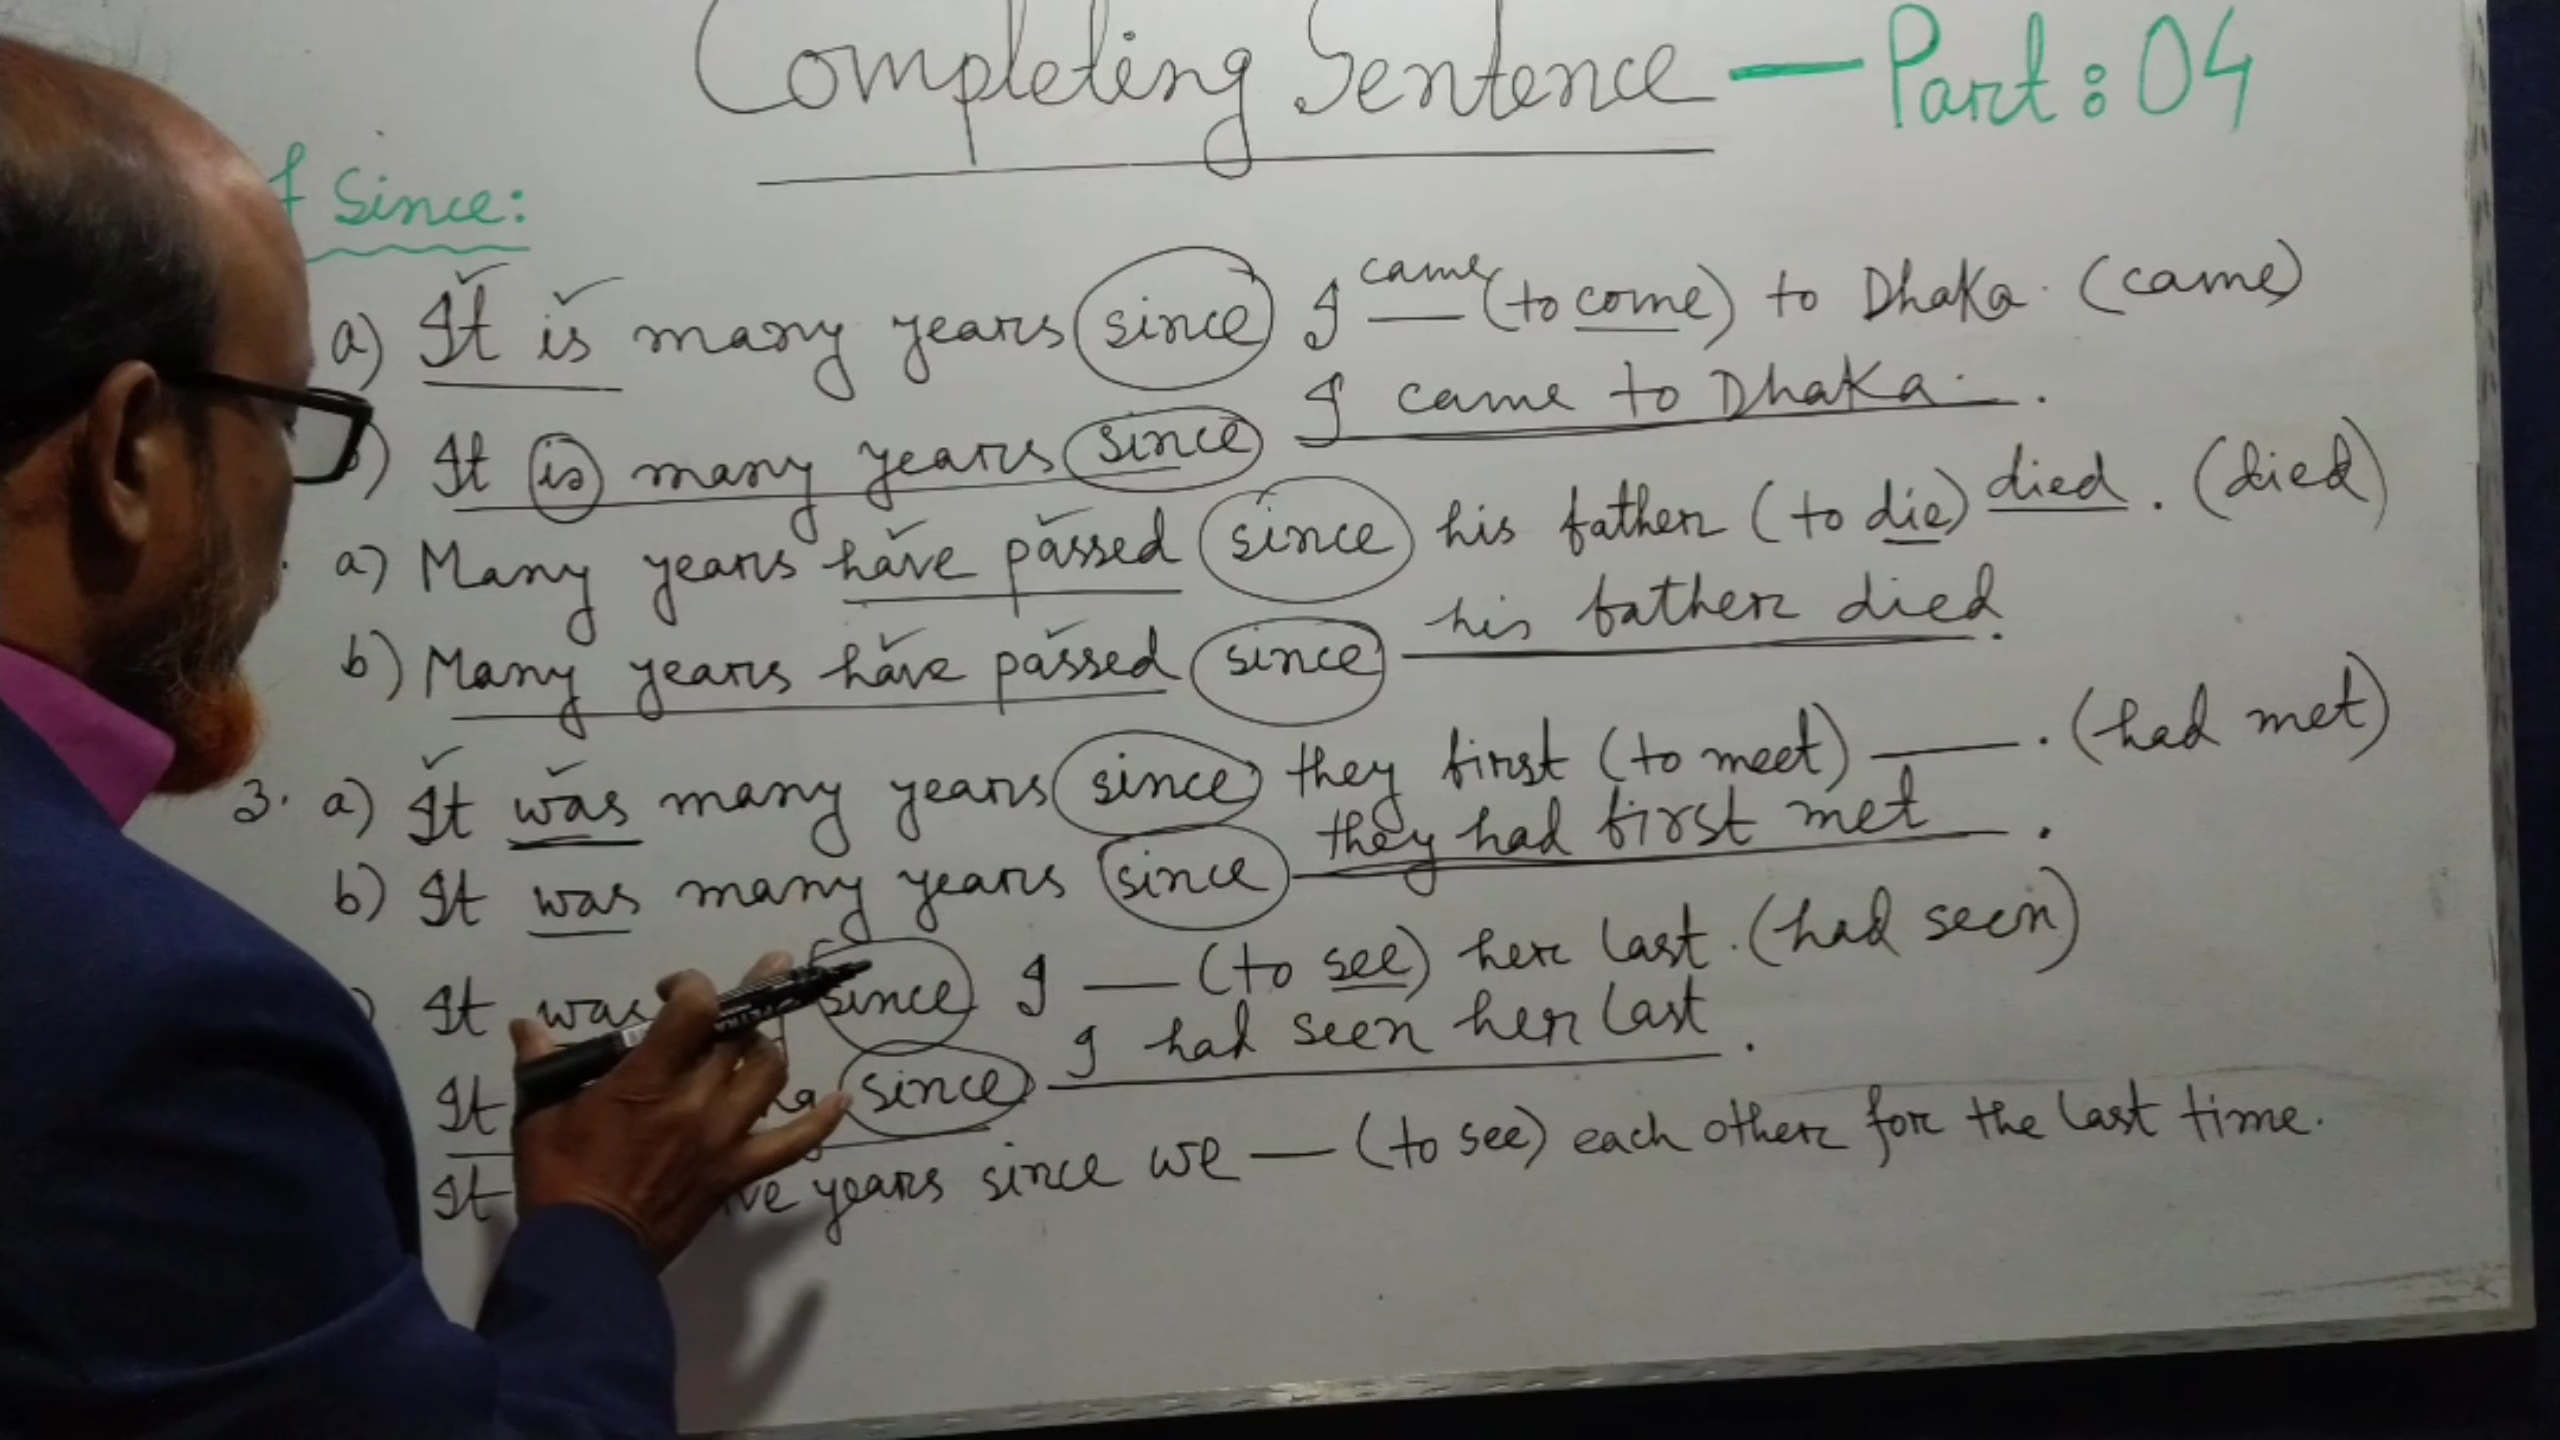 Completing Sentence — Part: 04
Since:
a) It is many years since I came (to come) to Dhaka. (came)
It is many years since I came to Dhaka.
a) Many years have passed since his father (to die) died. (died)
b) Many years have passed since his father died.
3. a) It was many years since they first (to meet) ___. (had met)
b) It was many years since they had first met.
It was since I ___ (to see) her last. (had seen)
It since I had seen her last.
It years since we — (to see) each other for the last time.